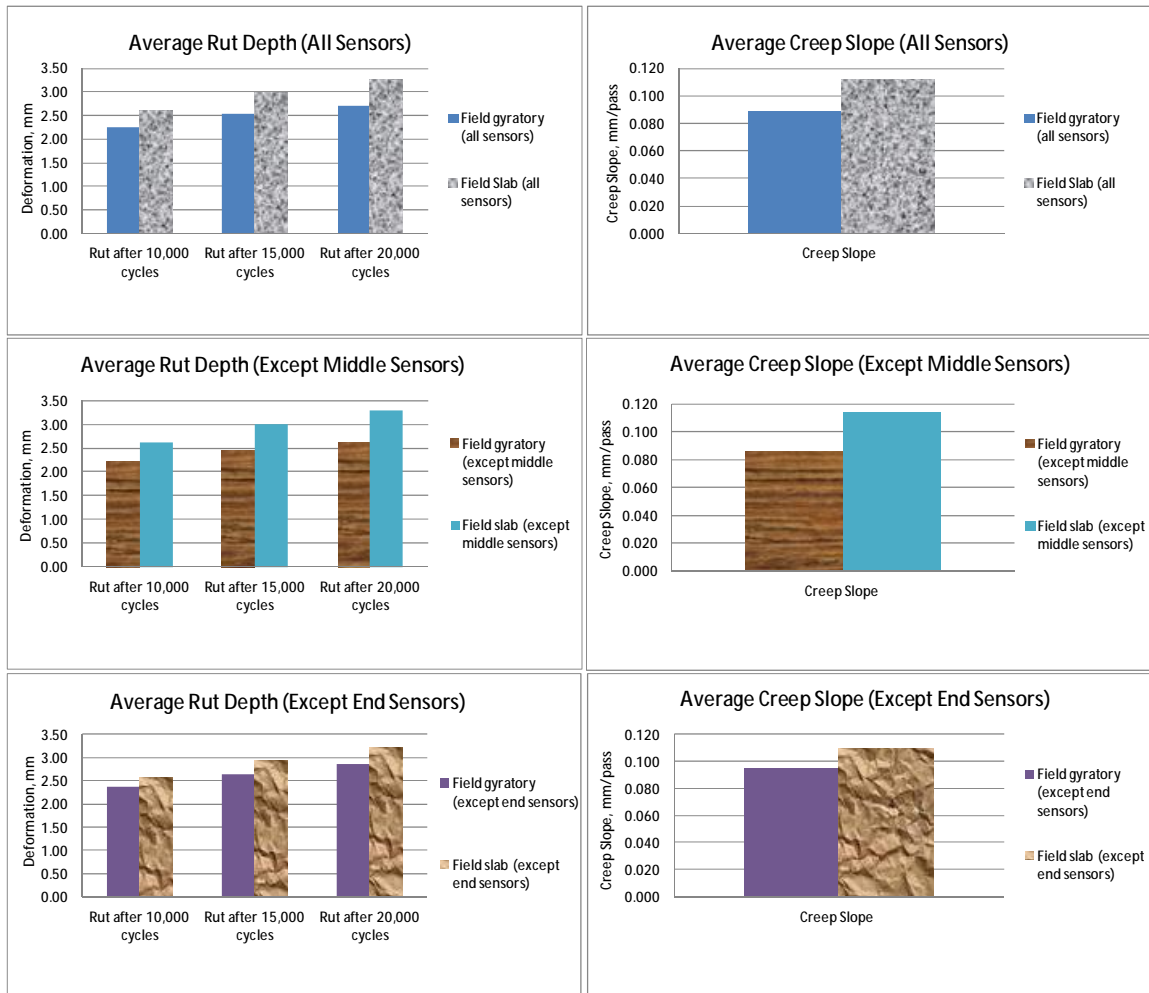 Average Rut Depth (All Sensors)
3.50
3.00
2.50
2.00
1.50
1.00
0.50
0.00
Deformation, mm
Rut after 10,000 cycles
Rut after 15,000 cycles
Rut after 20,000 cycles
Field gyratory
(all sensors)
Field Slab (all
sensors)
Average Creep Slope (All Sensors)
0.120
0.100
0.080
0.060
0.040
0.020
0.000
Creep Slope, mm/pass
Creep Slope
Field gyratory
(all sensors)
Field Slab (all
sensors)
Average Rut Depth (Except Middle Sensors)
3.50
3.00
2.50
2.00
1.50
1.00
0.50
0.00
Deformation, mm
Rut after 10,000 cycles
Rut after 15,000 cycles
Rut after 20,000 cycles
Field gyratory
(except middle
sensors)
Field slab (except
middle sensors)
Average Creep Slope (Except Middle Sensors)
0.120
0.100
0.080
0.060
0.040
0.020
0.000
Creep Slope, mm/pass
Creep Slope
Field gyratory
(except middle
sensors)
Field slab (except
middle sensors)
Average Rut Depth (Except End Sensors)
3.50
3.00
2.50
2.00
1.50
1.00
0.50
0.00
Deformation, mm
Rut after 10,000 cycles
Rut after 15,000 cycles
Rut after 20,000 cycles
Field gyratory
(except end sensors)
Field slab (except
end sensors)
Average Creep Slope (Except End Sensors)
0.120
0.100
0.080
0.060
0.040
0.020
0.000
Creep Slope, mm/pass
Creep Slope
Field gyratory
(except end
sensors)
Field slab (except
end sensors)